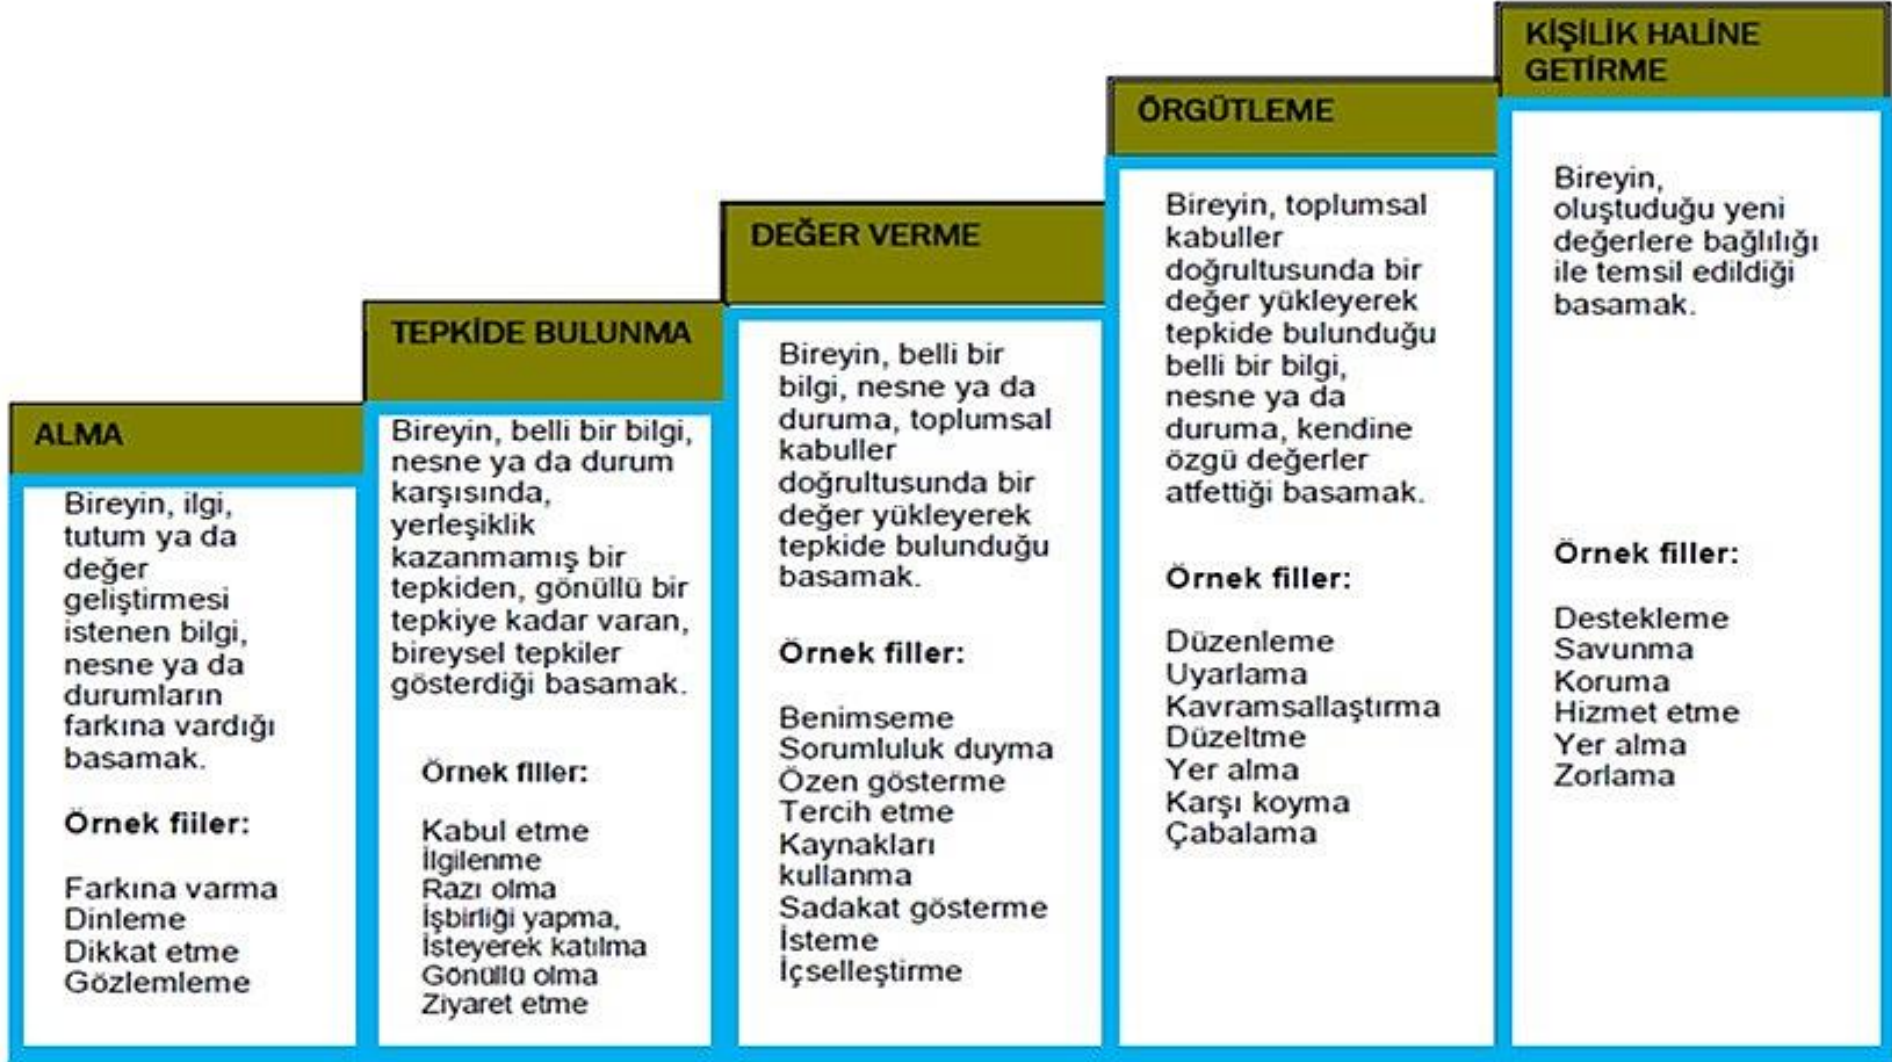 ALMA
Bireyin, ilgi,
tutum ya da
değer
geliştirmesi
istenen bilgi,
nesne ya da
durumların
farkına vardığı
basamak.
Örnek fiiler:
Farkına varma
Dinleme
Dikkat etme
Gözlemleme
TEPKİDE BULUNMA
Bireyin, belli bir bilgi,
nesne ya da durum
karşısında,
yerleşiklik
kazanmamış bir
tepkiden, gönüllü bir
tepkiye kadar varan,
bireysel tepkiler
gösterdiği basamak.
Örnek filler:
Kabul etme
İlgilenme
Razı olma
İşbirliği yapma,
İsteyerek katılma
Gönüllü olma
Ziyaret etme
DEĞER VERME
Bireyin, belli bir
bilgi, nesne ya da
duruma, toplumsal
kabuller
doğrultusunda bir
değer yükleyerek
tepkide bulunduğu
basamak.
Örnek filler:
Benimseme
Sorumluluk duyma
Özen gösterme
Tercih etme
Kaynakları
kullanma
Sadakat gösterme
İsteme
İçselleştirme
ÖRGÜTLEME
Bireyin, toplumsal
kabuller
doğrultusunda bir
değer yükleyerek
tepkide bulunduğu
belli bir bilgi,
nesne ya da
duruma, kendine
özgü değerler
atfettiği basamak.
Örnek filler:
Düzenleme
Uyarlama
Kavramsallaştırma
Düzeltme
Yer alma
Karşı koyma
Çabalama
KİŞİLİK HALİNE
GETİRME
Bireyin,
oluştuduğu yeni
değerlere bağlılığı
ile temsil edildiği
basamak.
Örnek filler:
Destekleme
Savunma
Koruma
Hizmet etme
Yer alma
Zorlama